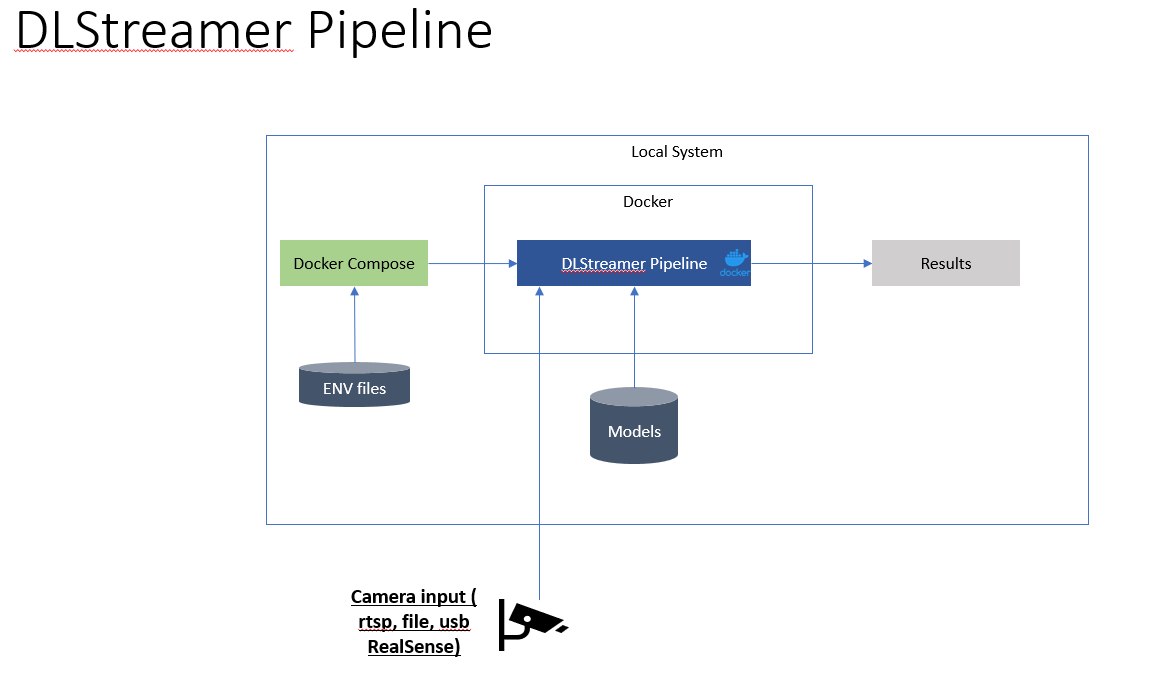 DLStreamer Pipeline
Local System
Docker
Docker Compose
DLStreamer Pipeline
docker
Results
ENV files
Models
Camera input (
rtsp, file, usb
RealSense)